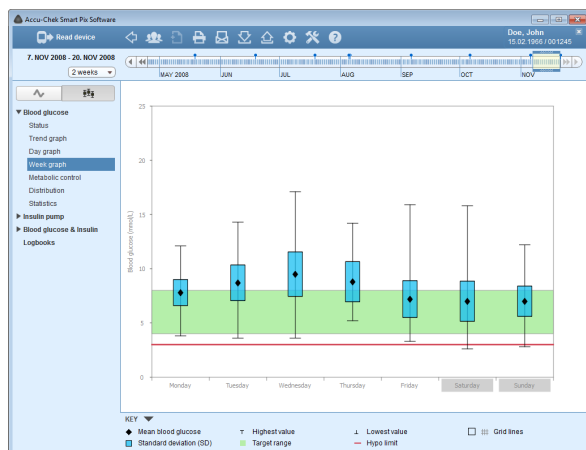 Accu-Chek Smart Pix Software
Read device
Doe, John
15.02.1966 / 001245
7. NOV 2008 - 20. NOV 2008
2 weeks
MAY 2008 JUN JUL AUG SEP OCT NOV
Blood glucose
Status
Trend graph
Day graph
Week graph
Metabolic control
Distribution
Statistics
Insulin pump
Blood glucose & Insulin
Logbooks
Blood glucose (mmol/L)
25
20
15
10
5
0
Monday Tuesday Wednesday Thursday Friday Saturday Sunday
KEY
Mean blood glucose Highest value Lowest value Grid lines
Standard deviation (SD) Target range Hypo limit